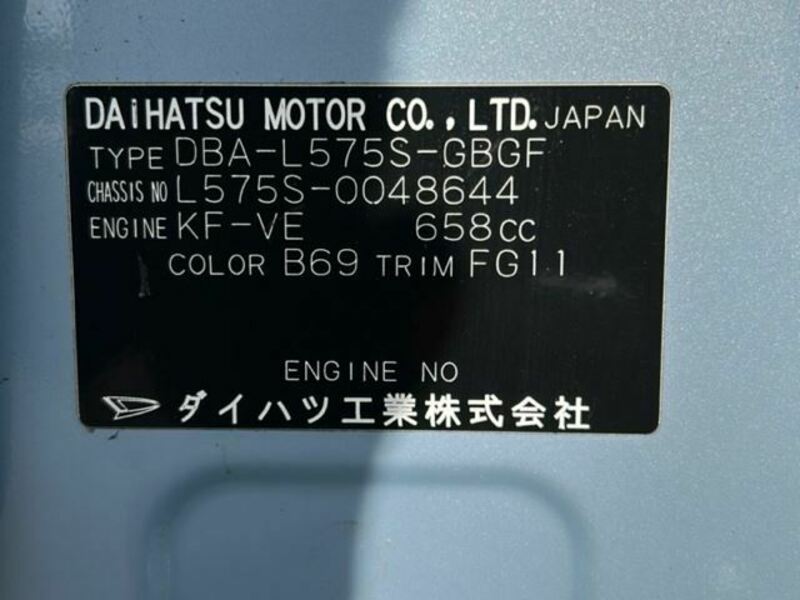 DAIHATSU MOTOR CO., LTD. JAPAN
TYPE DBA-L575S-GBGF
CHASSIS NO L575S-0048644
ENGINE KF-VE 658CC
COLOR B69 TRIM FG11
ENGINE NO
ダイハツ工業株式会社